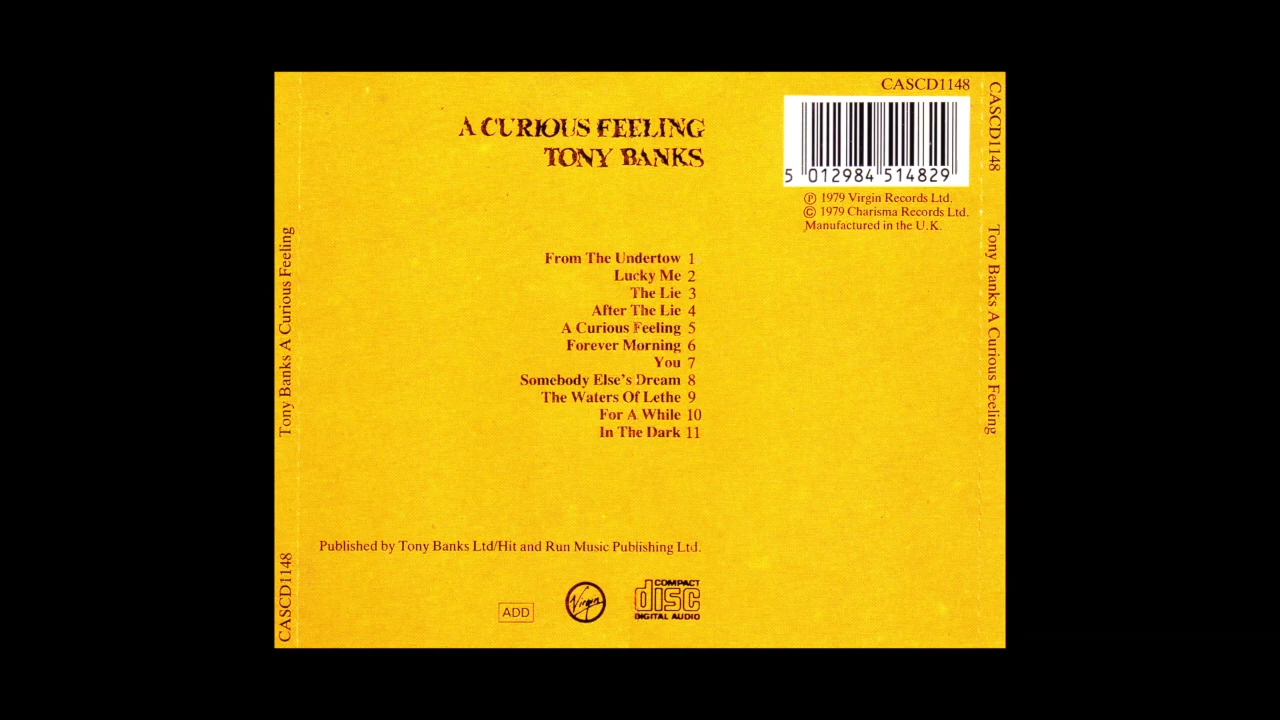 CASCD1148
A CURIOUS FEELING
TONY BANKS
5 012984 514829
Ⓟ 1979 Virgin Records Ltd.
© 1979 Charisma Records Ltd.
Manufactured in the U.K.
From The Undertow 1
Lucky Me 2
The Lie 3
After The Lie 4
A Curious Feeling 5
Forever Morning 6
You 7
Somebody Else's Dream 8
The Waters Of Lethe 9
For A While 10
In The Dark 11
Published by Tony Banks Ltd/Hit and Run Music Publishing Ltd.
ADD
Virgin
COMPACT
disc
DIGITAL AUDIO
CASCD1148 Tony Banks A Curious Feeling
CASCD1148 Tony Banks A Curious Feeling